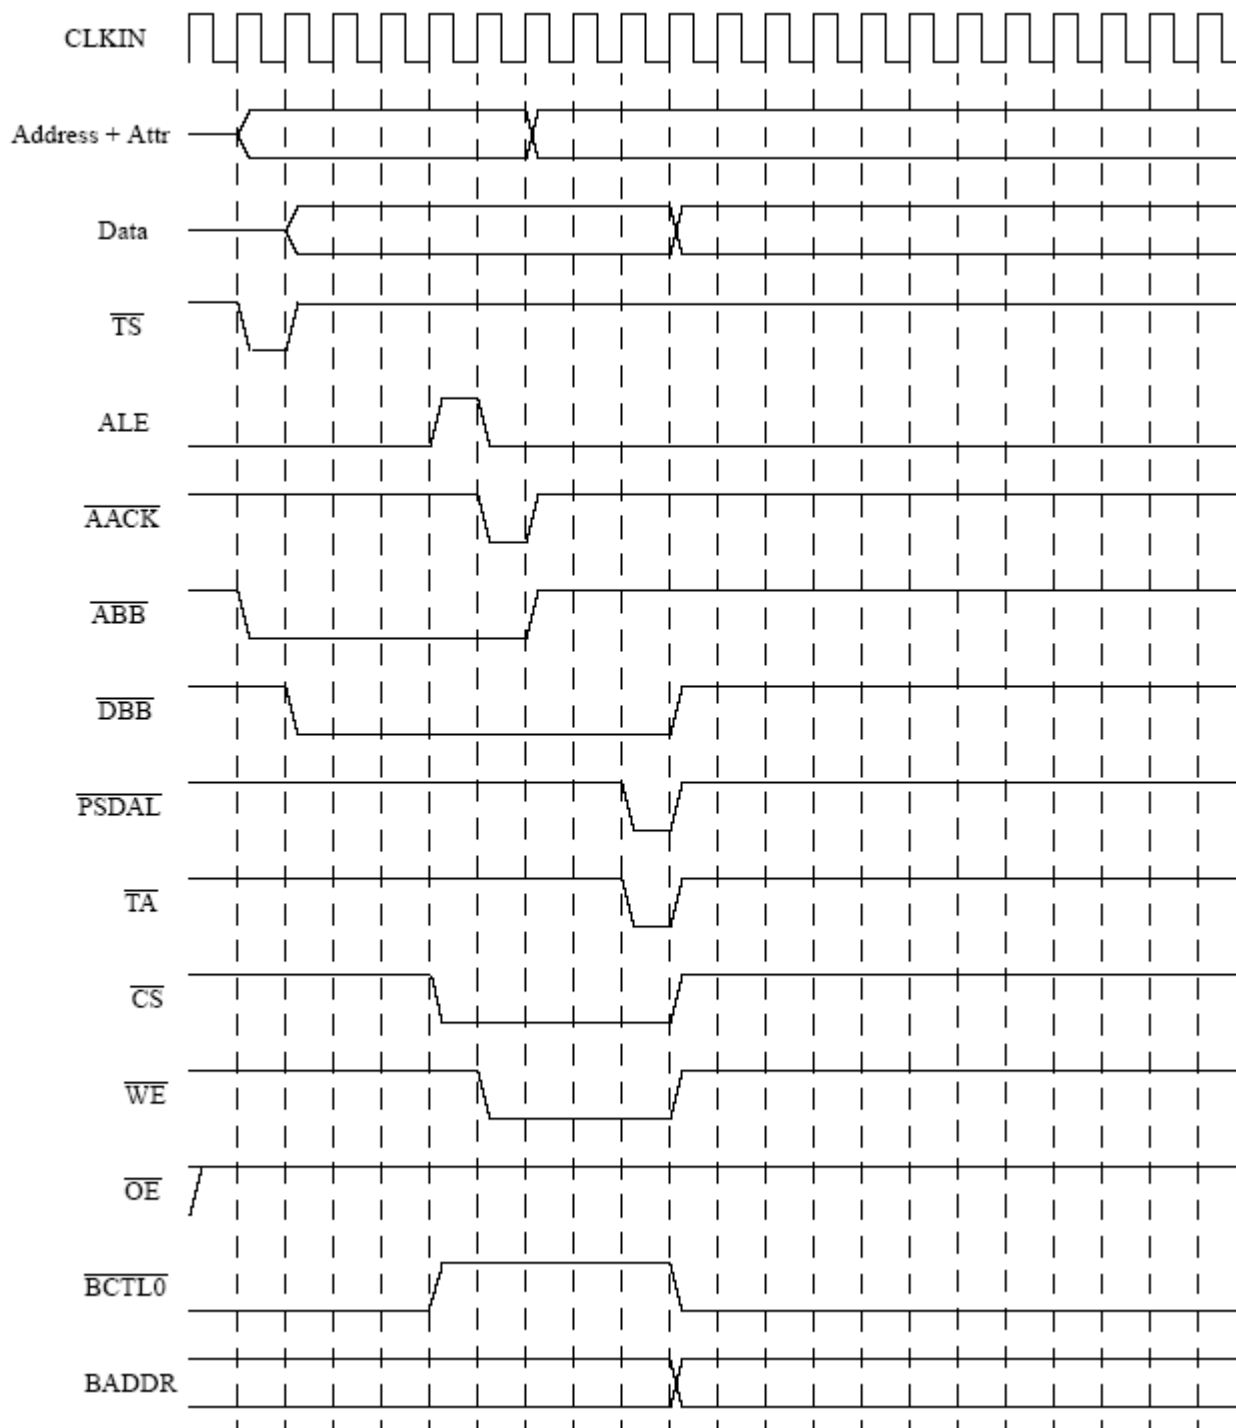 CLKIN
Address + Attr
Data
TS
ALE
AACK
ABB
DBB
PSDAL
TA
CS
WE
OE
BCTL0
BADDR